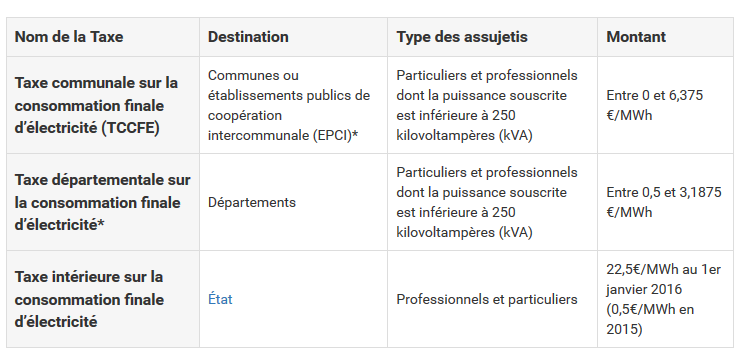 Nom de la Taxe
Destination
Type des assujetis
Montant
Taxe communale sur la
consommation finale
d'électricité (TCCFE)
Communes ou
établissements publics de
coopération
intercommunale (EPCI)*
Particuliers et professionnels
dont la puissance souscrite
est inférieure à 250
kilovoltampères (kVA)
Entre 0 et 6,375
€/MWh
Taxe départementale sur
la consommation finale
d'électricité*
Départements
Particuliers et professionnels
dont la puissance souscrite
est inférieure à 250
kilovoltampères (kVA)
Entre 0,5 et 3,1875
€/MWh
Taxe intérieure sur la
consommation finale
d'électricité
État
Professionnels et particuliers
22,5€/MWh au 1er
janvier 2016
(0,5€/MWh en
2015)